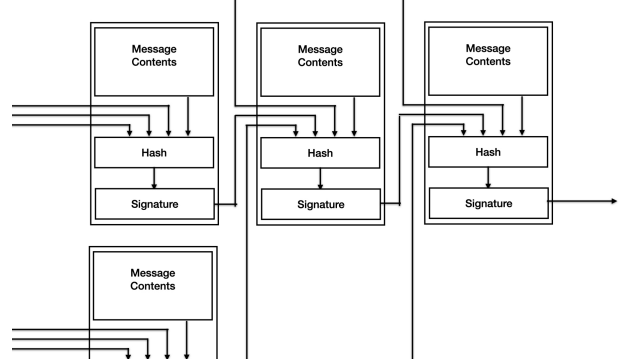 Message
Contents
Message
Contents
Message
Contents
Hash
Hash
Hash
Signature
Signature
Signature
Message
Contents